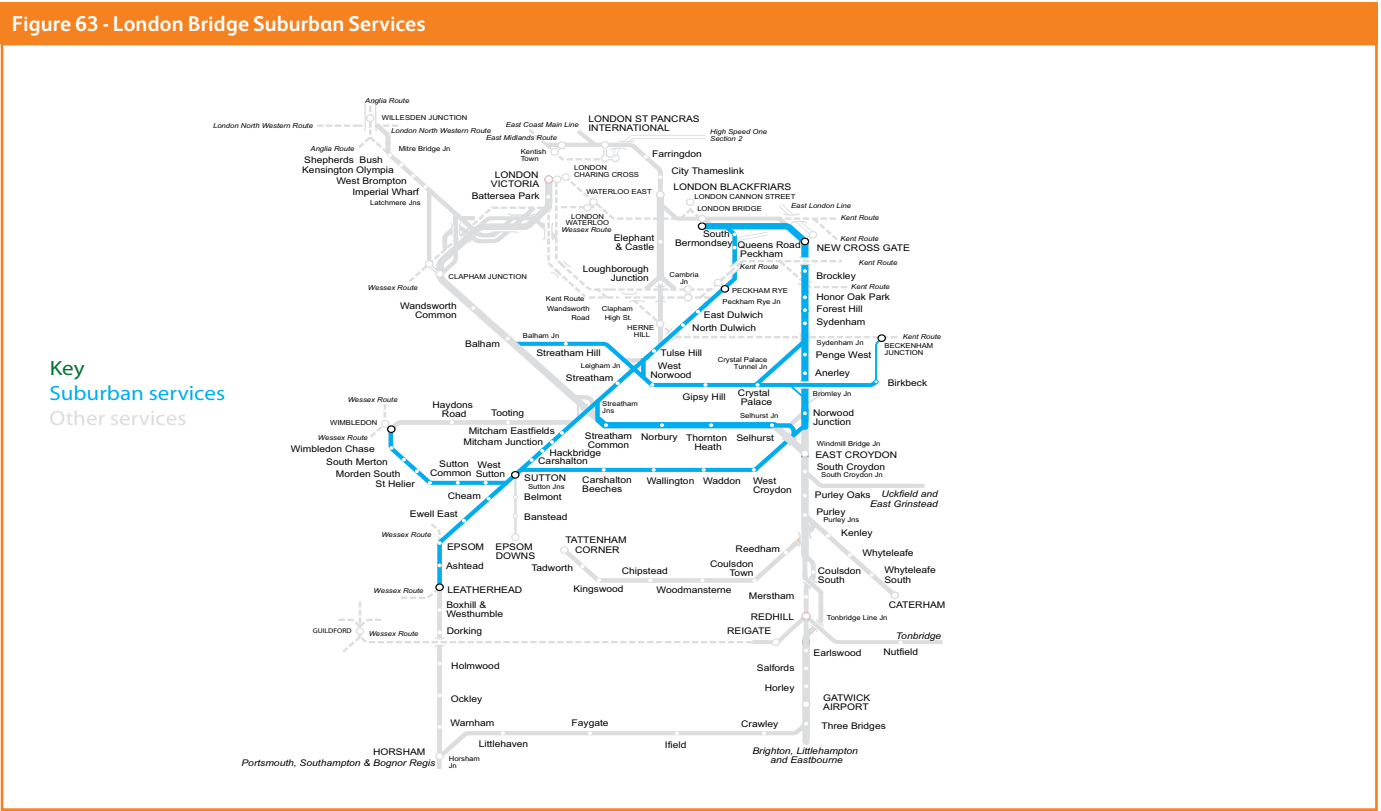 Figure 63 - London Bridge Suburban Services
Anglia Route
WILLESDEN JUNCTION
London North Western Route
London North Western Route
Anglia Route
Mitre Bridge Jn
Shepherds Bush
Kensington Olympia
West Brompton
Imperial Wharf
Latchmere Jns
East Coast Main Line
East Midlands Route
LONDON ST PANCRAS
INTERNATIONAL
High Speed One
Section 2
Kentish
Town
Farringdon
City Thameslink
LONDON
CHARING CROSS
LONDON
VICTORIA
Battersea Park
WATERLOO EAST
LONDON BLACKFRIARS
LONDON CANNON STREET
LONDON BRIDGE
East London Line
Kent Route
LONDON
WATERLOO
Wessex Route
South
Bermondsey
Queens Road
Peckham
Kent Route
NEW CROSS GATE
Kent Route
Kent Route
Elephant
& Castle
Loughborough
Junction
Cambria
Jn
CLAPHAM JUNCTION
Wessex Route
Brockley
Kent Route
PECKHAM RYE
Peckham Rye Jn
Honor Oak Park
Forest Hill
Sydenham
Kent Route
Wandsworth
Road
Clapham
High St.
Wandsworth
Common
East Dulwich
North Dulwich
HERNE
HILL
Kent Route
BECKENHAM
JUNCTION
Balham
Balham Jn
Streatham Hill
Leigham Jn
Streatham
Tulse Hill
West
Norwood
Crystal Palace
Tunnel Jn
Sydenham Jn
Penge West
Anerley
Birkbeck
Bromley Jn
Gipsy Hill
Crystal
Palace
Norwood
Junction
Key
Suburban services
Other services
Wessex Route
Haydons
Road
Tooting
WIMBLEDON
Streatham
Jns
Selhurst Jn
Mitcham Eastfields
Mitcham Junction
Wessex Route
Wimbledon Chase
South Merton
Morden South
St Helier
Sutton
Common
West
Sutton
Hackbridge
Carshalton
Streatham
Common
Norbury
Thornton
Heath
Selhurst
Windmill Bridge Jn
EAST CROYDON
South Croydon
South Croydon Jn
SUTTON
Sutton Jns
Carshalton
Beeches
Wallington
Waddon
West
Croydon
Cheam
Belmont
Ewell East
Banstead
Purley Oaks
Uckfield and
East Grinstead
Purley
Purley Jns
Kenley
Wessex Route
EPSOM
EPSOM
DOWNS
TATTENHAM
CORNER
Reedham
Whyteleafe
Ashtead
Tadworth
Chipstead
Coulsdon
Town
Coulsdon
South
Whyteleafe
South
Kingswood
Woodmansterne
Wessex Route
LEATHERHEAD
Merstham
CATERHAM
Boxhill &
Westhumble
REDHILL
Tonbridge Line Jn
GUILDFORD
Wessex Route
Dorking
REIGATE
Tonbridge
Earlswood
Nutfield
Holmwood
Salfords
Horley
Ockley
GATWICK
AIRPORT
Warnham
Faygate
Crawley
Three Bridges
Littlehaven
Ifield
HORSHAM
Horsham
Jn
Portsmouth, Southampton & Bognor Regis
Brighton, Littlehampton
and Eastbourne